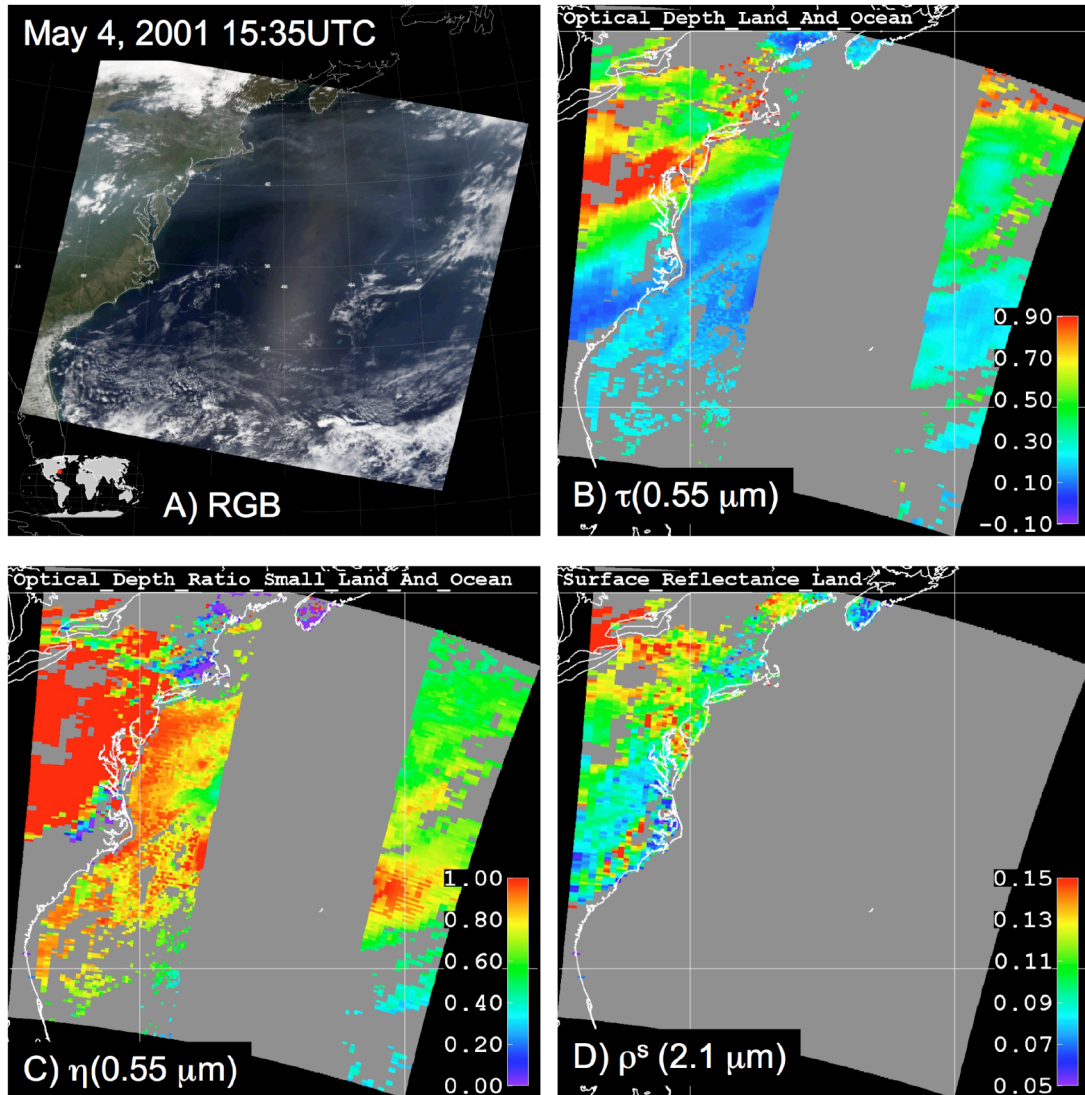 May 4, 2001 15:35UTC
A) RGB
Optical_Depth_Land_And_Ocean
0.90
0.70
0.50
0.30
0.10
-0.10
B) τ(0.55 μm)
Optical_Depth_Ratio_Small_Land_And_Ocean
1.00
0.80
0.60
0.40
0.20
0.00
C) η(0.55 μm)
Surface_Reflectance_Land
0.15
0.13
0.11
0.09
0.07
0.05
D) ρˢ (2.1 μm)